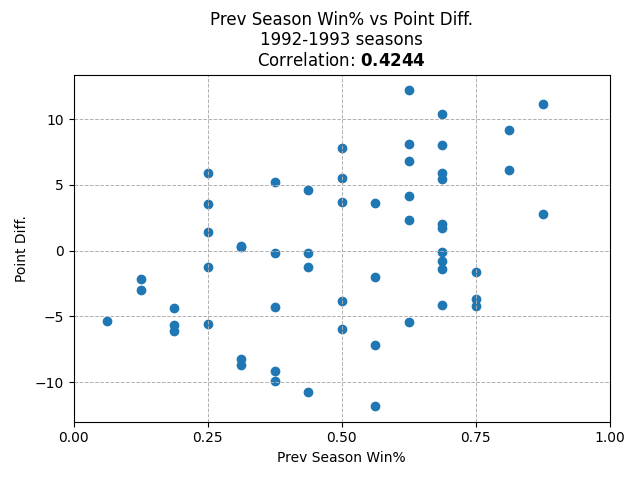 Prev Season Win% vs Point Diff.
1992-1993 seasons
Correlation: 0.4244
10
5
0
−5
−10
Point Diff.
0.00 0.25 0.50 0.75 1.00
Prev Season Win%